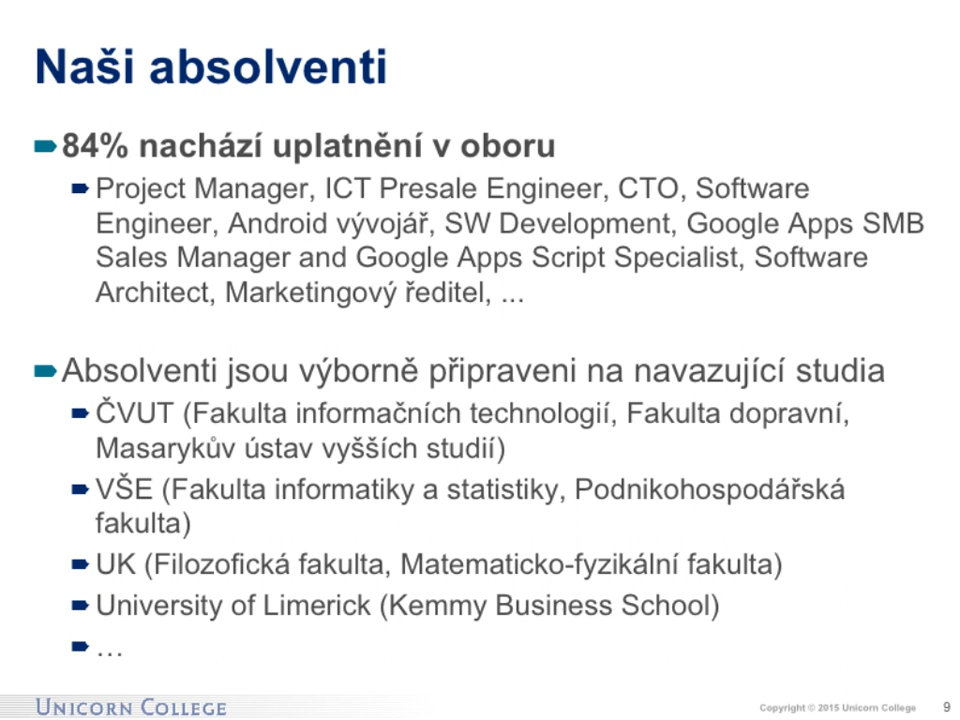 Naši absolventi
84% nachází uplatnění v oboru
Project Manager, ICT Presale Engineer, CTO, Software
Engineer, Android vývojář, SW Development, Google Apps SMB
Sales Manager and Google Apps Script Specialist, Software
Architect, Marketingový ředitel, ...
Absolventi jsou výborně připraveni na navazující studia
ČVUT (Fakulta informačních technologií, Fakulta dopravní,
Masarykův ústav vyšších studií)
VŠE (Fakulta informatiky a statistiky, Podnikohospodářská
fakulta)
UK (Filozofická fakulta, Matematicko-fyzikální fakulta)
University of Limerick (Kemmy Business School)
…
UNICORN COLLEGE
Copyright © 2015 Unicorn College 9